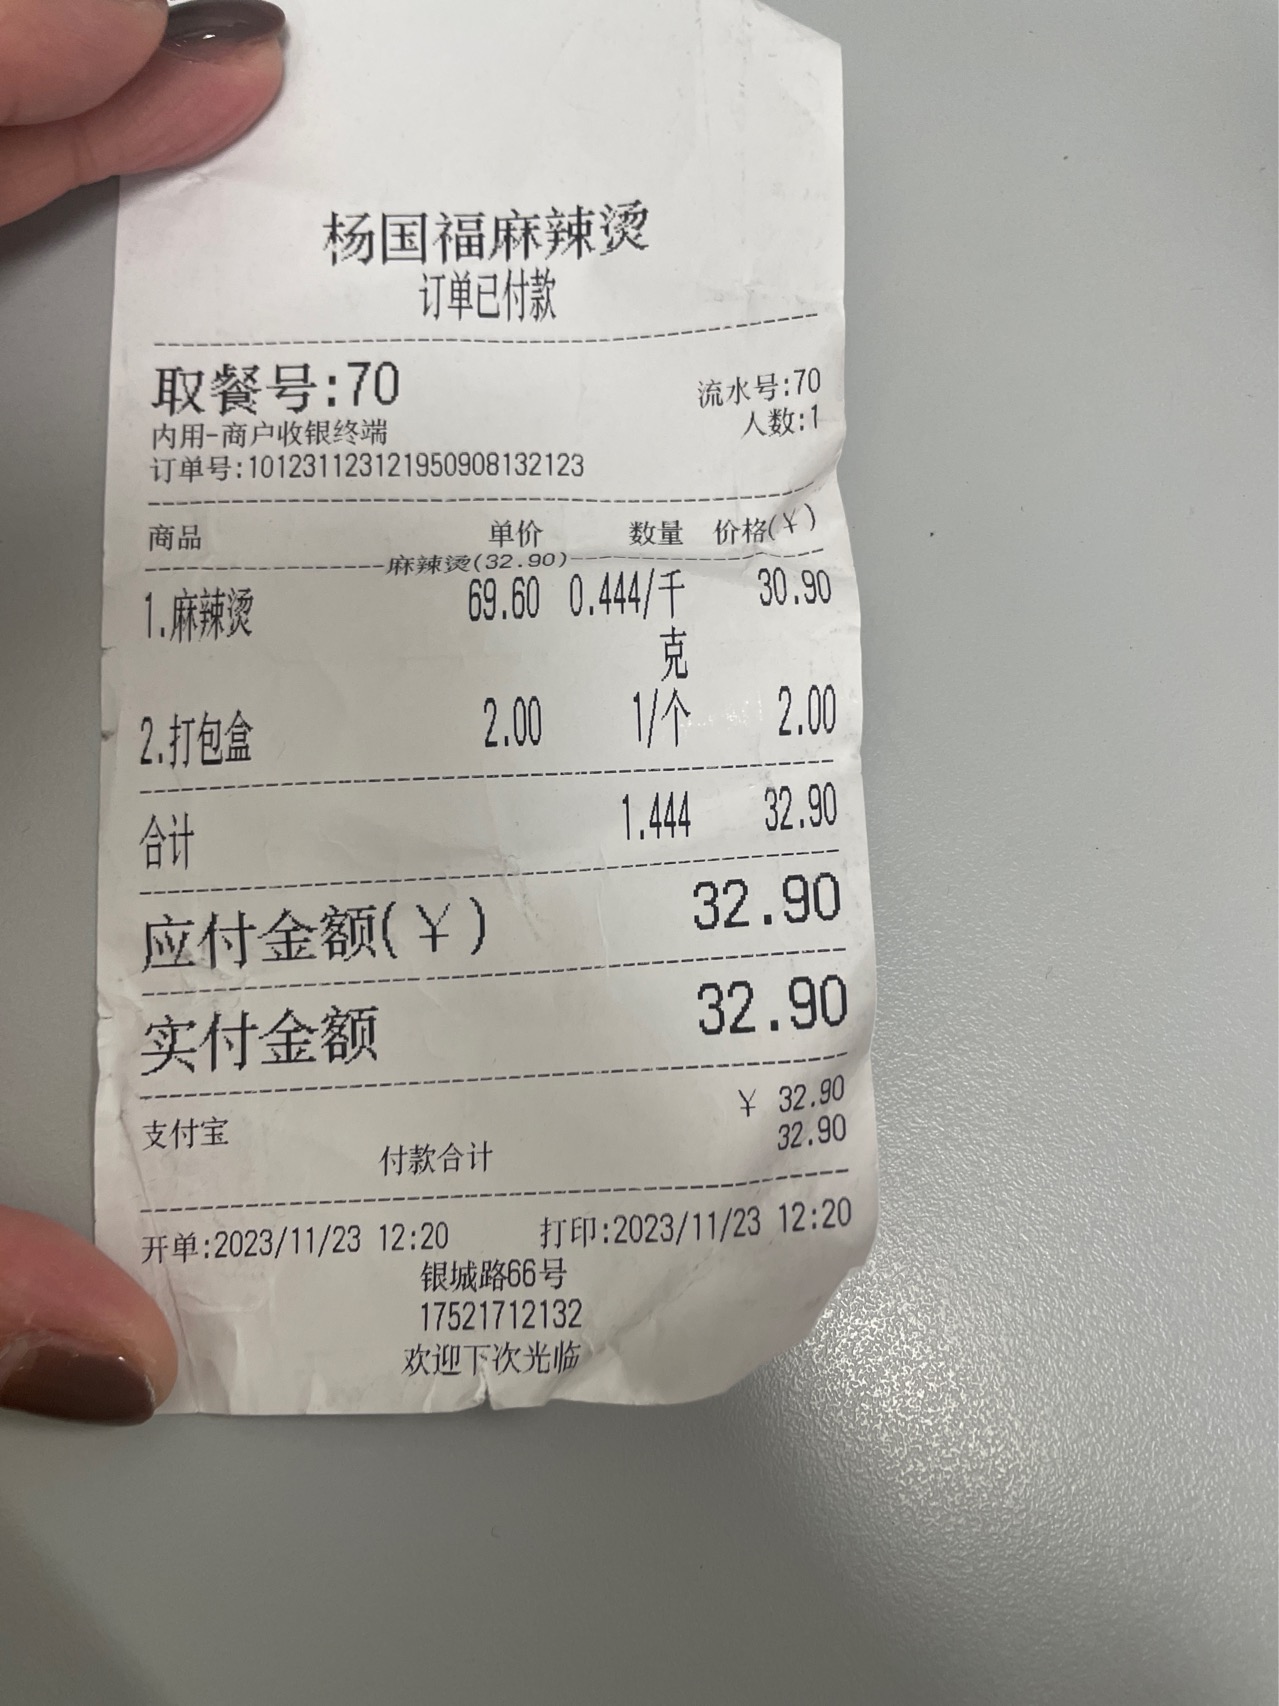 杨国福麻辣烫
订单已付款
取餐号:70 流水号:70
内用-商户收银终端 人数:1
订单号:101231123121950908132123
商品 单价 数量 价格(¥)
麻辣烫(32.90)
1.麻辣烫 69.60 0.444/千 30.90
克
2.打包盒 2.00 1/个 2.00
合计 1.444 32.90
应付金额(¥) 32.90
实付金额 32.90
支付宝 ¥ 32.90
付款合计 32.90
开单:2023/11/23 12:20 打印:2023/11/23 12:20
银城路66号
17521712132
欢迎下次光临